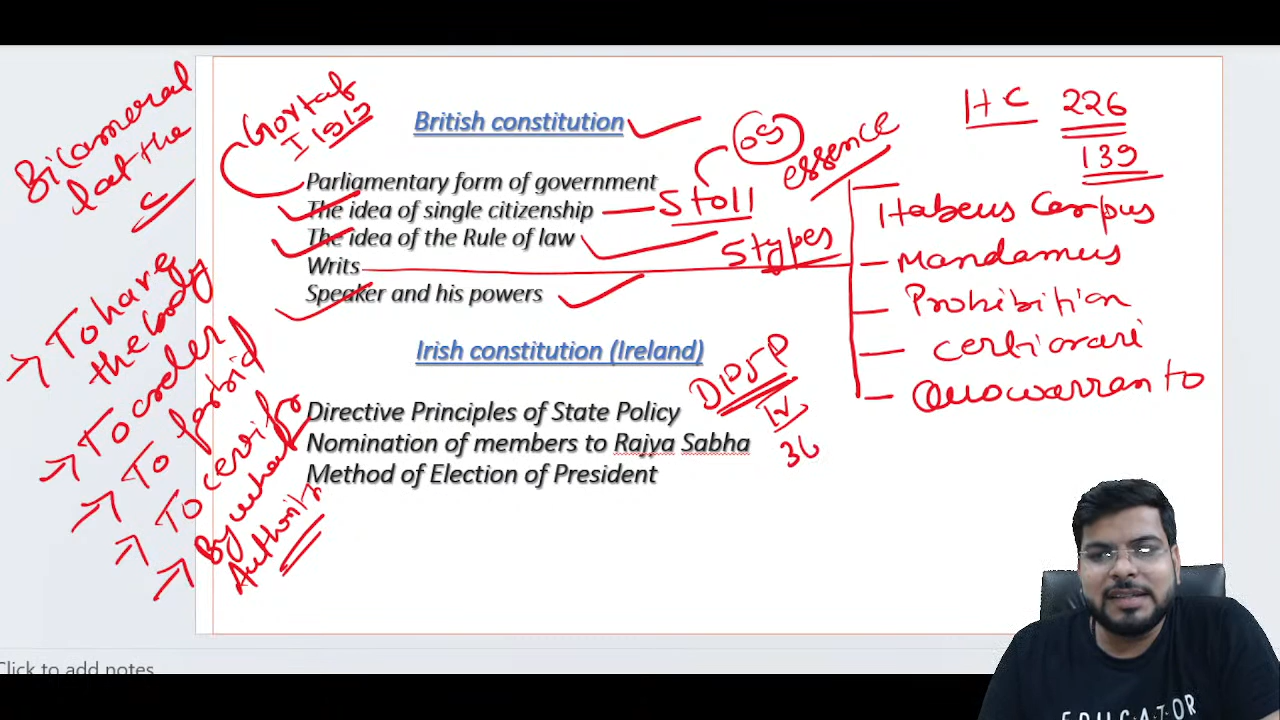 Bicameral
Govt of
I 1919
British constitution
Parliamentary form of government
The idea of single citizenship
The idea of the Rule of law
Writs
Speaker and his powers
essence
5 types
HC 226
139
Habeus Corpus
Mandamus
Prohibition
certiorari
Quowarranto
Irish constitution (Ireland)
Directive Principles of State Policy
Nomination of members to Rajya Sabha
Method of Election of President
DPSP
IV
36
To have
the body
To order
To forbid
To certify
By what
Authority
Click to add notes
EDUCATOR